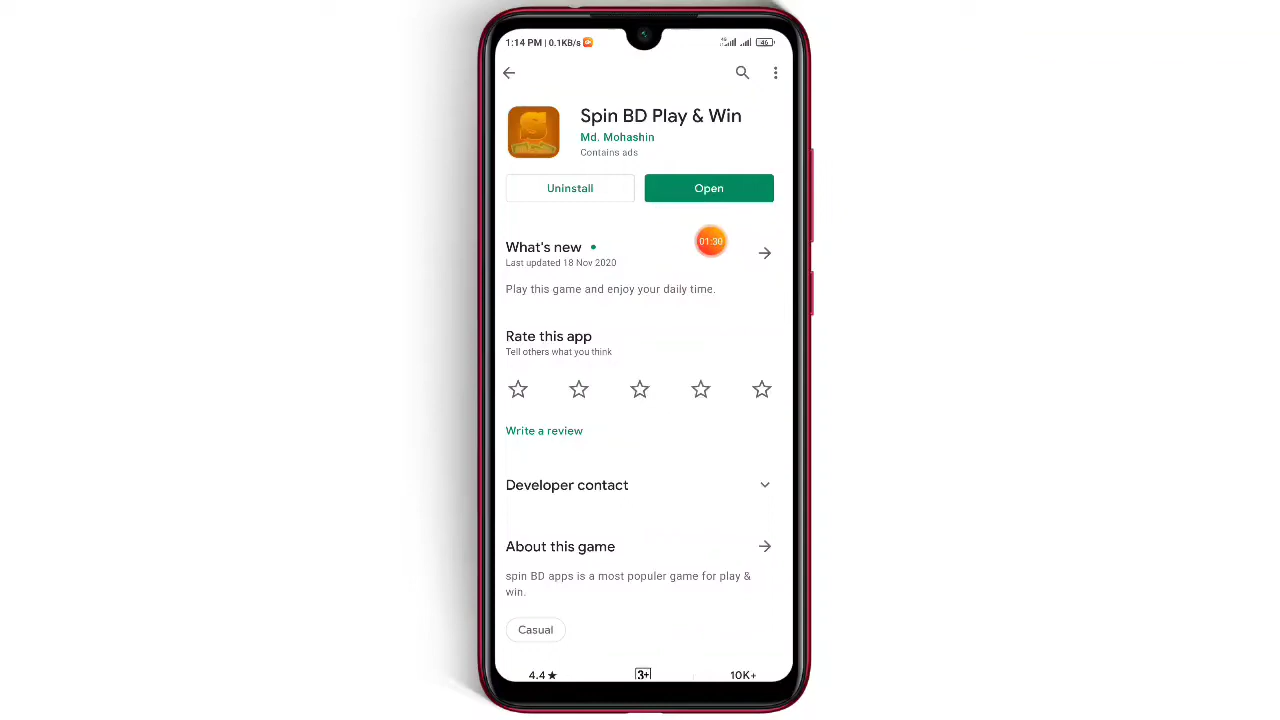 1:14 PM | 0.1KB/s
4G
46
Spin BD Play & Win
Md. Mohashin
Contains ads
Uninstall
Open
What's new
01:30
Last updated 18 Nov 2020
Play this game and enjoy your daily time.
Rate this app
Tell others what you think
Write a review
Developer contact
About this game
spin BD apps is a most populer game for play &
win.
Casual
4.4★
3+
10K+